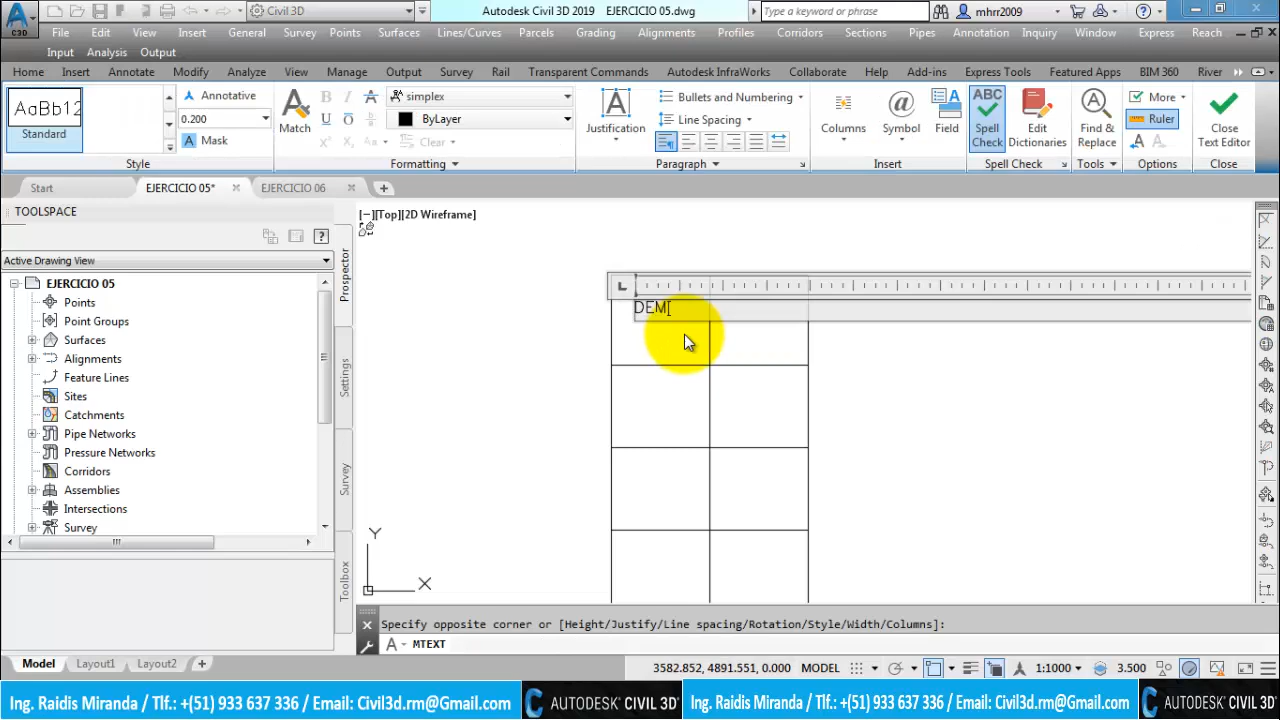 Civil 3D
Autodesk Civil 3D 2019 EJERCICIO 05.dwg
Type a keyword or phrase
mhrr2009
C3D
File Edit View Insert General Survey Points Surfaces Lines/Curves Parcels Grading Alignments Profiles Corridors Sections Pipes Annotation Inquiry Window Express Reach
Input Analysis Output
Home Insert Annotate Modify Analyze View Manage Output Survey Rail Transparent Commands Autodesk InfraWorks Collaborate Help Add-ins Express Tools Featured Apps BIM 360 River
AaBb12
Standard
Annotative
0.200
Mask
Match
simplex
ByLayer
Clear
Justification
Bullets and Numbering
Line Spacing
Columns
Symbol
Field
ABC
Spell
Check
Edit
Dictionaries
Find &
Replace
More
Ruler
Close
Text Editor
Style Formatting Paragraph Insert Spell Check Tools Options Close
Start EJERCICIO 05* EJERCICIO 06
TOOLSPACE
[−][Top][2D Wireframe]
Active Drawing View
EJERCICIO 05
Points
Point Groups
Surfaces
Alignments
Feature Lines
Sites
Catchments
Pipe Networks
Pressure Networks
Corridors
Assemblies
Intersections
Survey
Prospector
Settings
Survey
Toolbox
DEM
Y
X
Specify opposite corner or [Height/Justify/Line spacing/Rotation/Style/Width/Columns]:
MTEXT
Model Layout1 Layout2
3582.852, 4891.551, 0.000 MODEL 1:1000 3.500
Ing. Raidis Miranda / Tlf.: +(51) 933 637 336 / Email: Civil3d.rm@Gmail.com AUTODESK® CIVIL 3D® Ing. Raidis Miranda / Tlf.: +(51) 933 637 336 / Email: Civil3d.rm@Gmail.com AUTODESK® CIVIL 3D